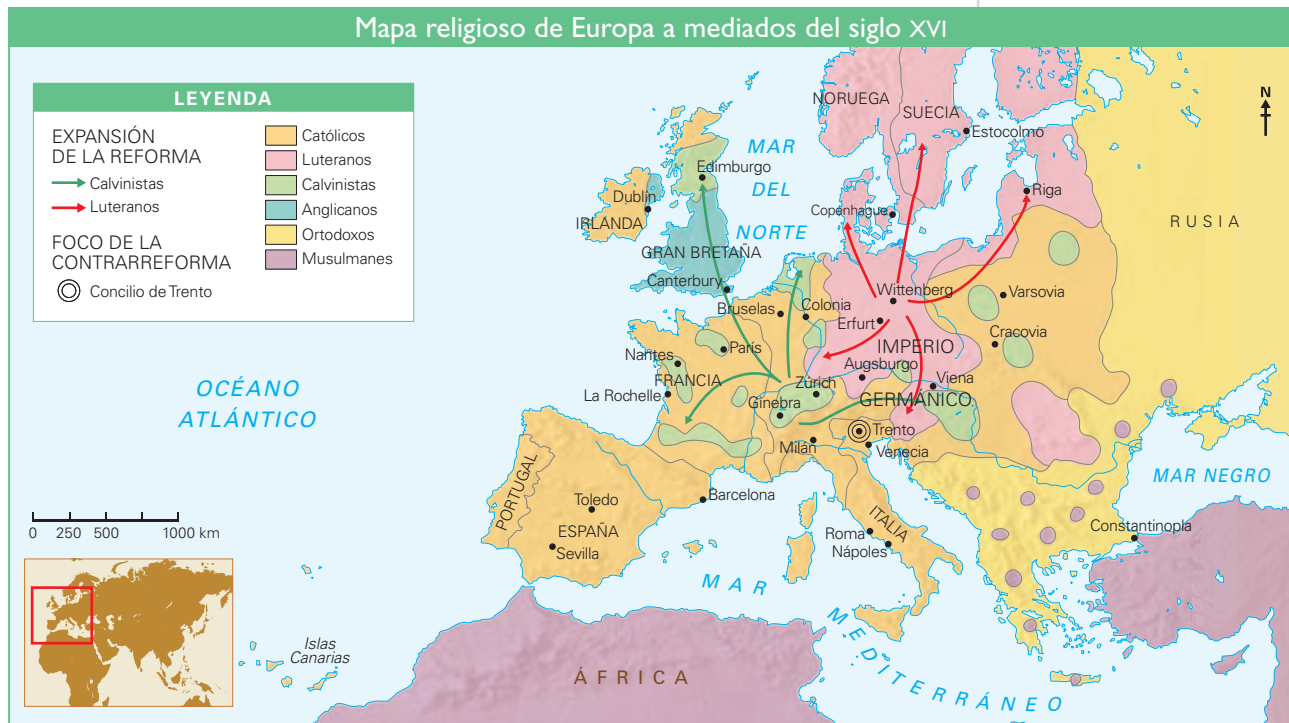 Mapa religioso de Europa a mediados del siglo XVI
LEYENDA
EXPANSIÓN
DE LA REFORMA
Calvinistas
Luteranos
FOCO DE LA
CONTRARREFORMA
Concilio de Trento
Católicos
Luteranos
Calvinistas
Anglicanos
Ortodoxos
Musulmanes
N
NORUEGA
SUECIA
Estocolmo
MAR
DEL
NORTE
Edimburgo
Dublín
IRLANDA
GRAN BRETAÑA
Canterbury
Copenhague
Riga
RUSIA
Wittenberg
Varsovia
Bruselas
Colonia
Erfurt
Cracovia
IMPERIO
GERMÁNICO
Nantes
París
Augsburgo
Viena
FRANCIA
Zúrich
La Rochelle
Ginebra
Trento
Milán
Venecia
OCÉANO
ATLÁNTICO
PORTUGAL
Toledo
Barcelona
ESPAÑA
Sevilla
ITALIA
Roma
Nápoles
MAR NEGRO
Constantinopla
MAR MEDITERRÁNEO
0 250 500 1000 km
Islas
Canarias
ÁFRICA